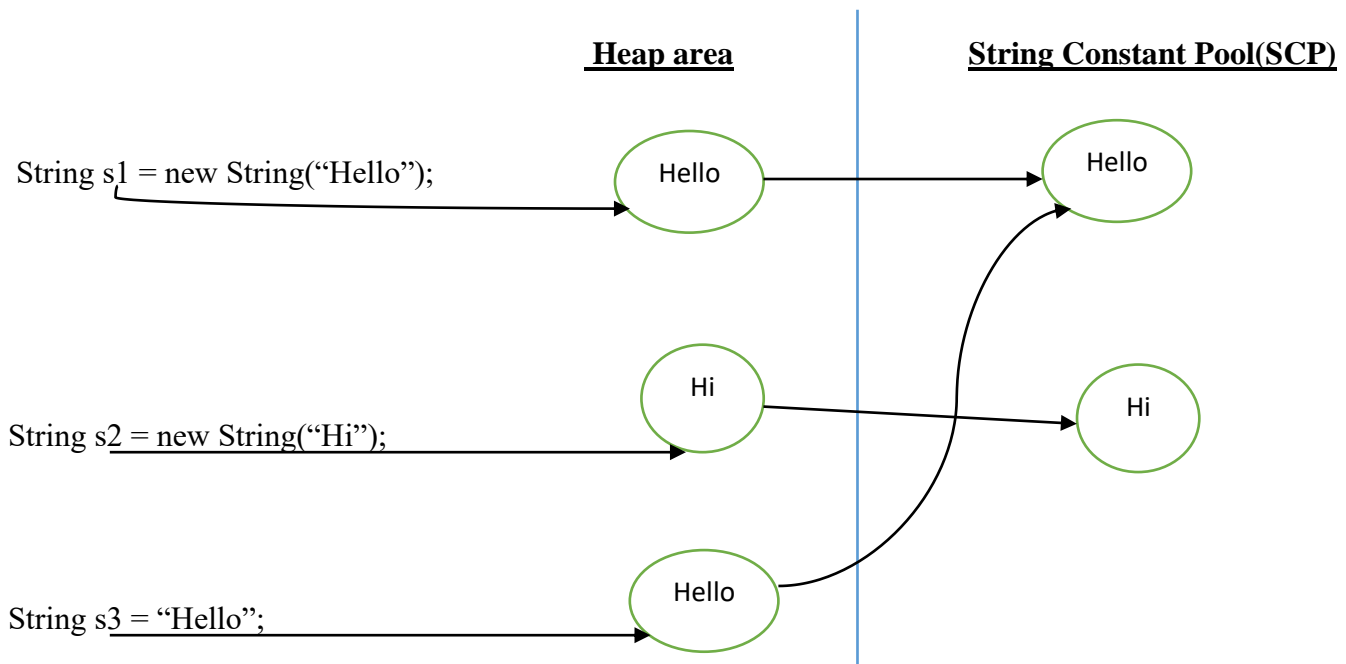 Heap area
String Constant Pool(SCP)
String s1 = new String(“Hello”);
Hello
Hello
String s2 = new String(“Hi”);
Hi
Hi
String s3 = “Hello”;
Hello